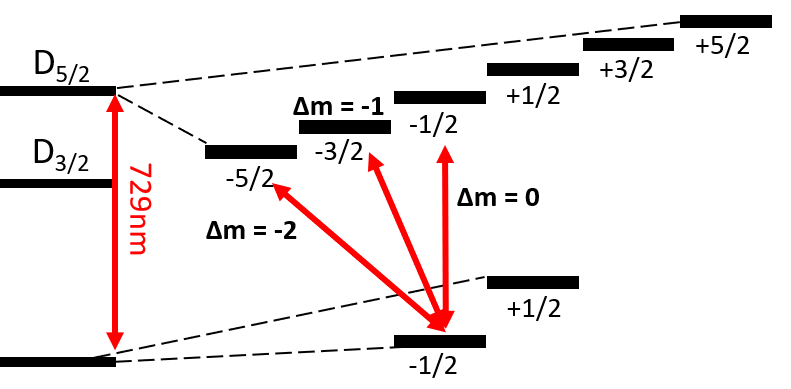 D5/2
+5/2
+3/2
+1/2
Δm = -1
-1/2
-3/2
D3/2
-5/2
729nm
Δm = 0
Δm = -2
+1/2
-1/2